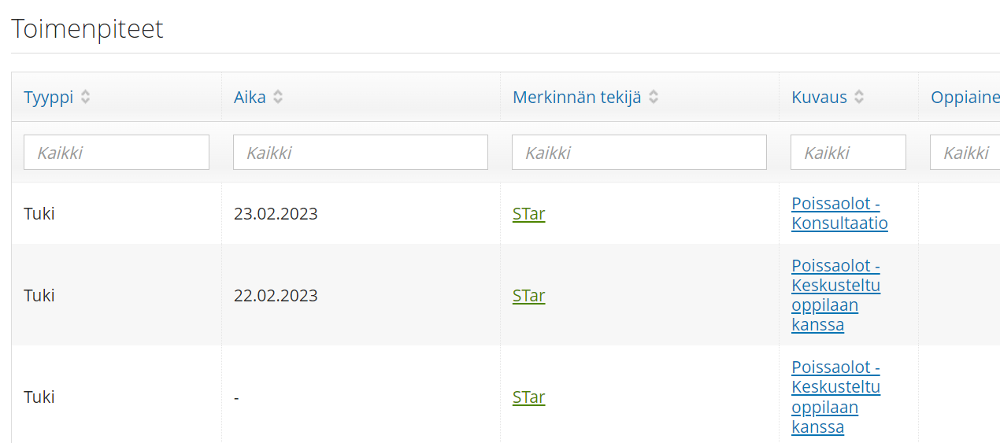 Toimenpiteet
Tyyppi Aika Merkinnän tekijä Kuvaus Oppiaine
Kaikki Kaikki Kaikki Kaikki Kaikki
Tuki 23.02.2023 STar Poissaolot -
Konsultaatio
Tuki 22.02.2023 STar Poissaolot -
Keskusteltu
oppilaan
kanssa
Tuki - STar Poissaolot -
Keskusteltu
oppilaan
kanssa